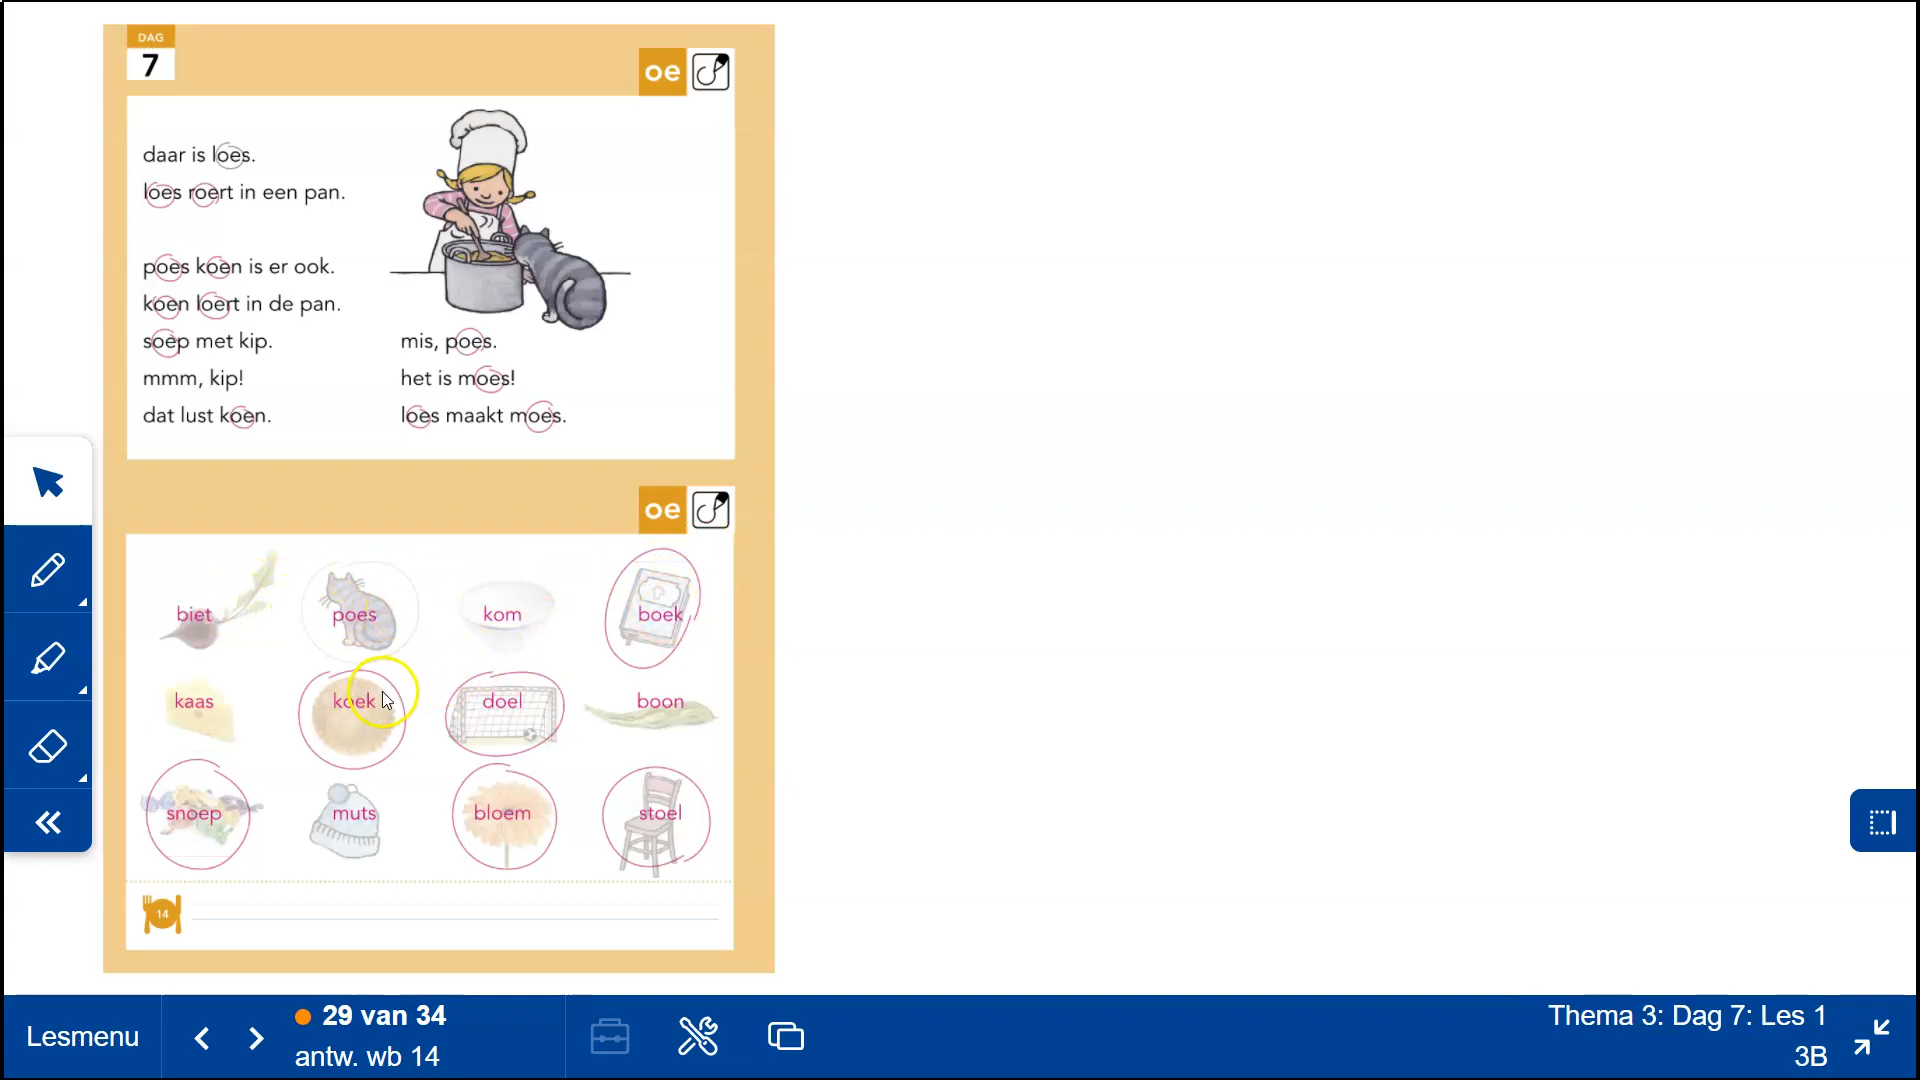 DAG
7
oe
daar is loes.
loes roert in een pan.
poes koen is er ook.
koen loert in de pan.
soep met kip.
mmm, kip!
dat lust koen.
mis, poes.
het is moes!
loes maakt moes.
oe
biet poes kom boek
kaas koek doel boon
snoep muts bloem stoel
14
Lesmenu
29 van 34
antw. wb 14
Thema 3: Dag 7: Les 1
3B